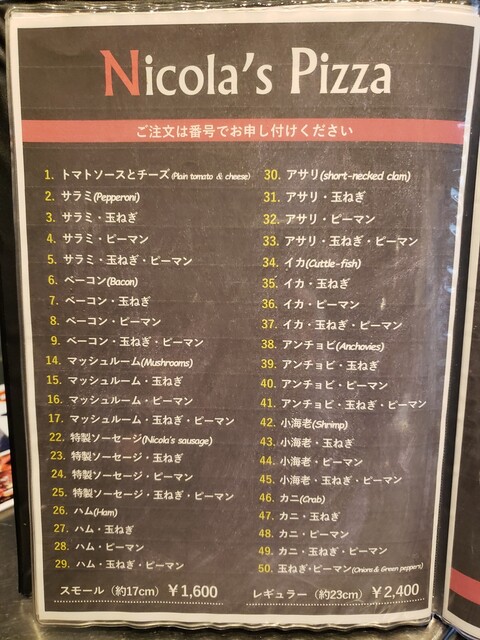 Nicola's Pizza
ご注文は番号でお申し付けください
1. トマトソースとチーズ(Plain tomato & cheese)
2. サラミ(Pepperoni)
3. サラミ・玉ねぎ
4. サラミ・ピーマン
5. サラミ・玉ねぎ・ピーマン
6. ベーコン(Bacon)
7. ベーコン・玉ねぎ
8. ベーコン・ピーマン
9. ベーコン・玉ねぎ・ピーマン
14. マッシュルーム(Mushrooms)
15. マッシュルーム・玉ねぎ
16. マッシュルーム・ピーマン
17. マッシュルーム・玉ねぎ・ピーマン
22. 特製ソーセージ(Nicola's sausage)
23. 特製ソーセージ・玉ねぎ
24. 特製ソーセージ・ピーマン
25. 特製ソーセージ・玉ねぎ・ピーマン
26. ハム(Ham)
27. ハム・玉ねぎ
28. ハム・ピーマン
29. ハム・玉ねぎ・ピーマン
30. アサリ(short-necked clam)
31. アサリ・玉ねぎ
32. アサリ・ピーマン
33. アサリ・玉ねぎ・ピーマン
34. イカ(Cuttle-fish)
35. イカ・玉ねぎ
36. イカ・ピーマン
37. イカ・玉ねぎ・ピーマン
38. アンチョビ(Anchovies)
39. アンチョビ・玉ねぎ
40. アンチョビ・ピーマン
41. アンチョビ・玉ねぎ・ピーマン
42. 小海老(Shrimp)
43. 小海老・玉ねぎ
44. 小海老・ピーマン
45. 小海老・玉ねぎ・ピーマン
46. カニ(Crab)
47. カニ・玉ねぎ
48. カニ・ピーマン
49. カニ・玉ねぎ・ピーマン
50. 玉ねぎ・ピーマン(Onions & Green peppers)
スモール（約17cm）￥1,600
レギュラー（約23cm）￥2,400